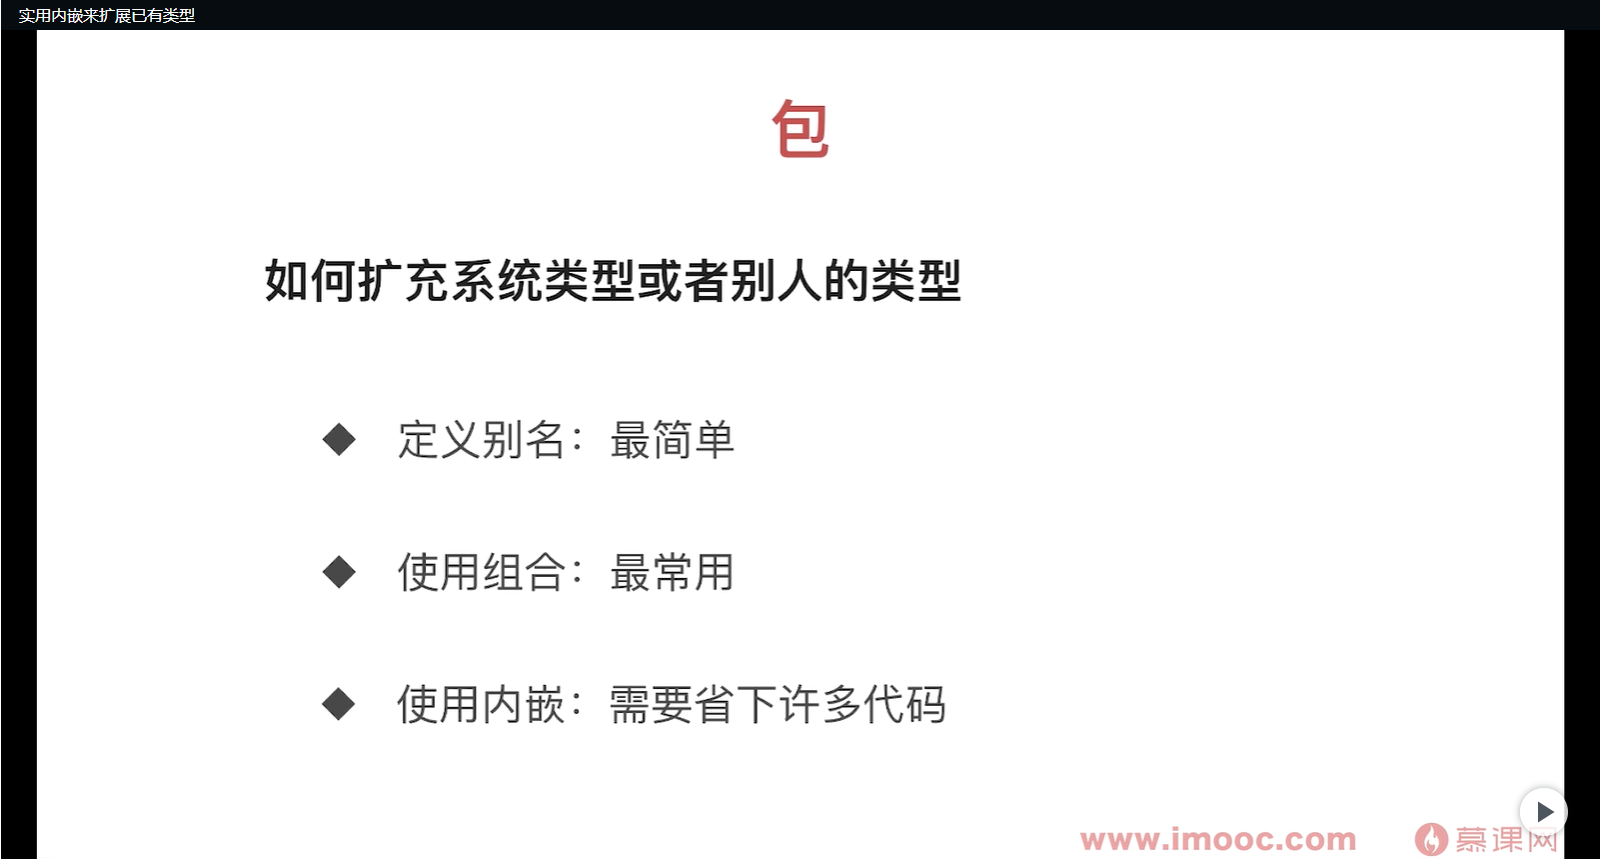 实用内嵌来扩展已有类型
包
如何扩充系统类型或者别人的类型
◆ 定义别名：最简单
◆ 使用组合：最常用
◆ 使用内嵌：需要省下许多代码
www.imooc.com 慕课网